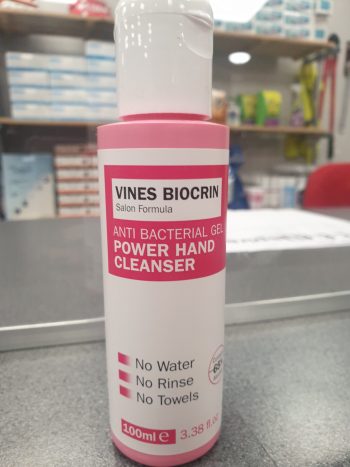 VINES BIOCRIN
Salon Formula
ANTI BACTERIAL GEL
POWER HAND
CLEANSER
No Water
No Rinse
No Towels
100ml e 3.38 fl.oz